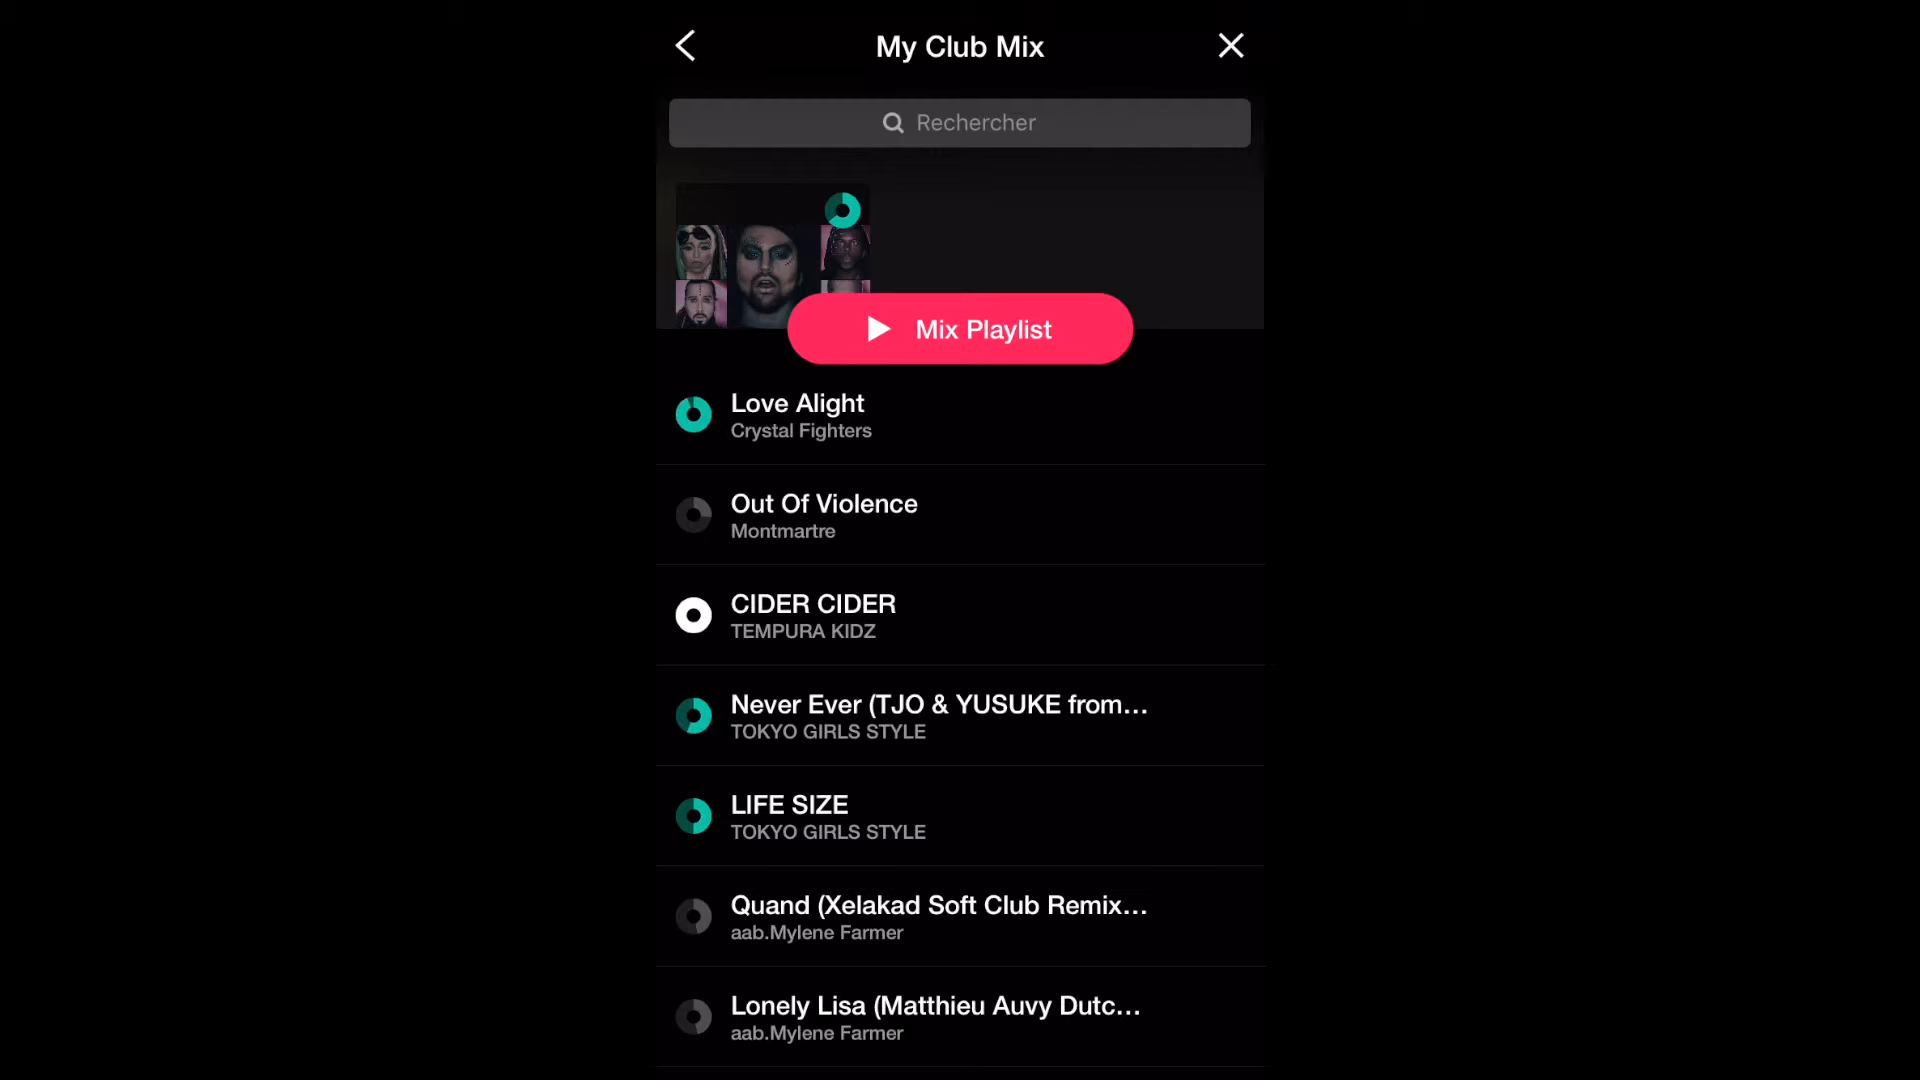 My Club Mix
Rechercher
Mix Playlist
Love Alight
Crystal Fighters
Out Of Violence
Montmartre
CIDER CIDER
TEMPURA KIDZ
Never Ever (TJO & YUSUKE from...
TOKYO GIRLS STYLE
LIFE SIZE
TOKYO GIRLS STYLE
Quand (Xelakad Soft Club Remix...
aab.Mylene Farmer
Lonely Lisa (Matthieu Auvy Dutc...
aab.Mylene Farmer